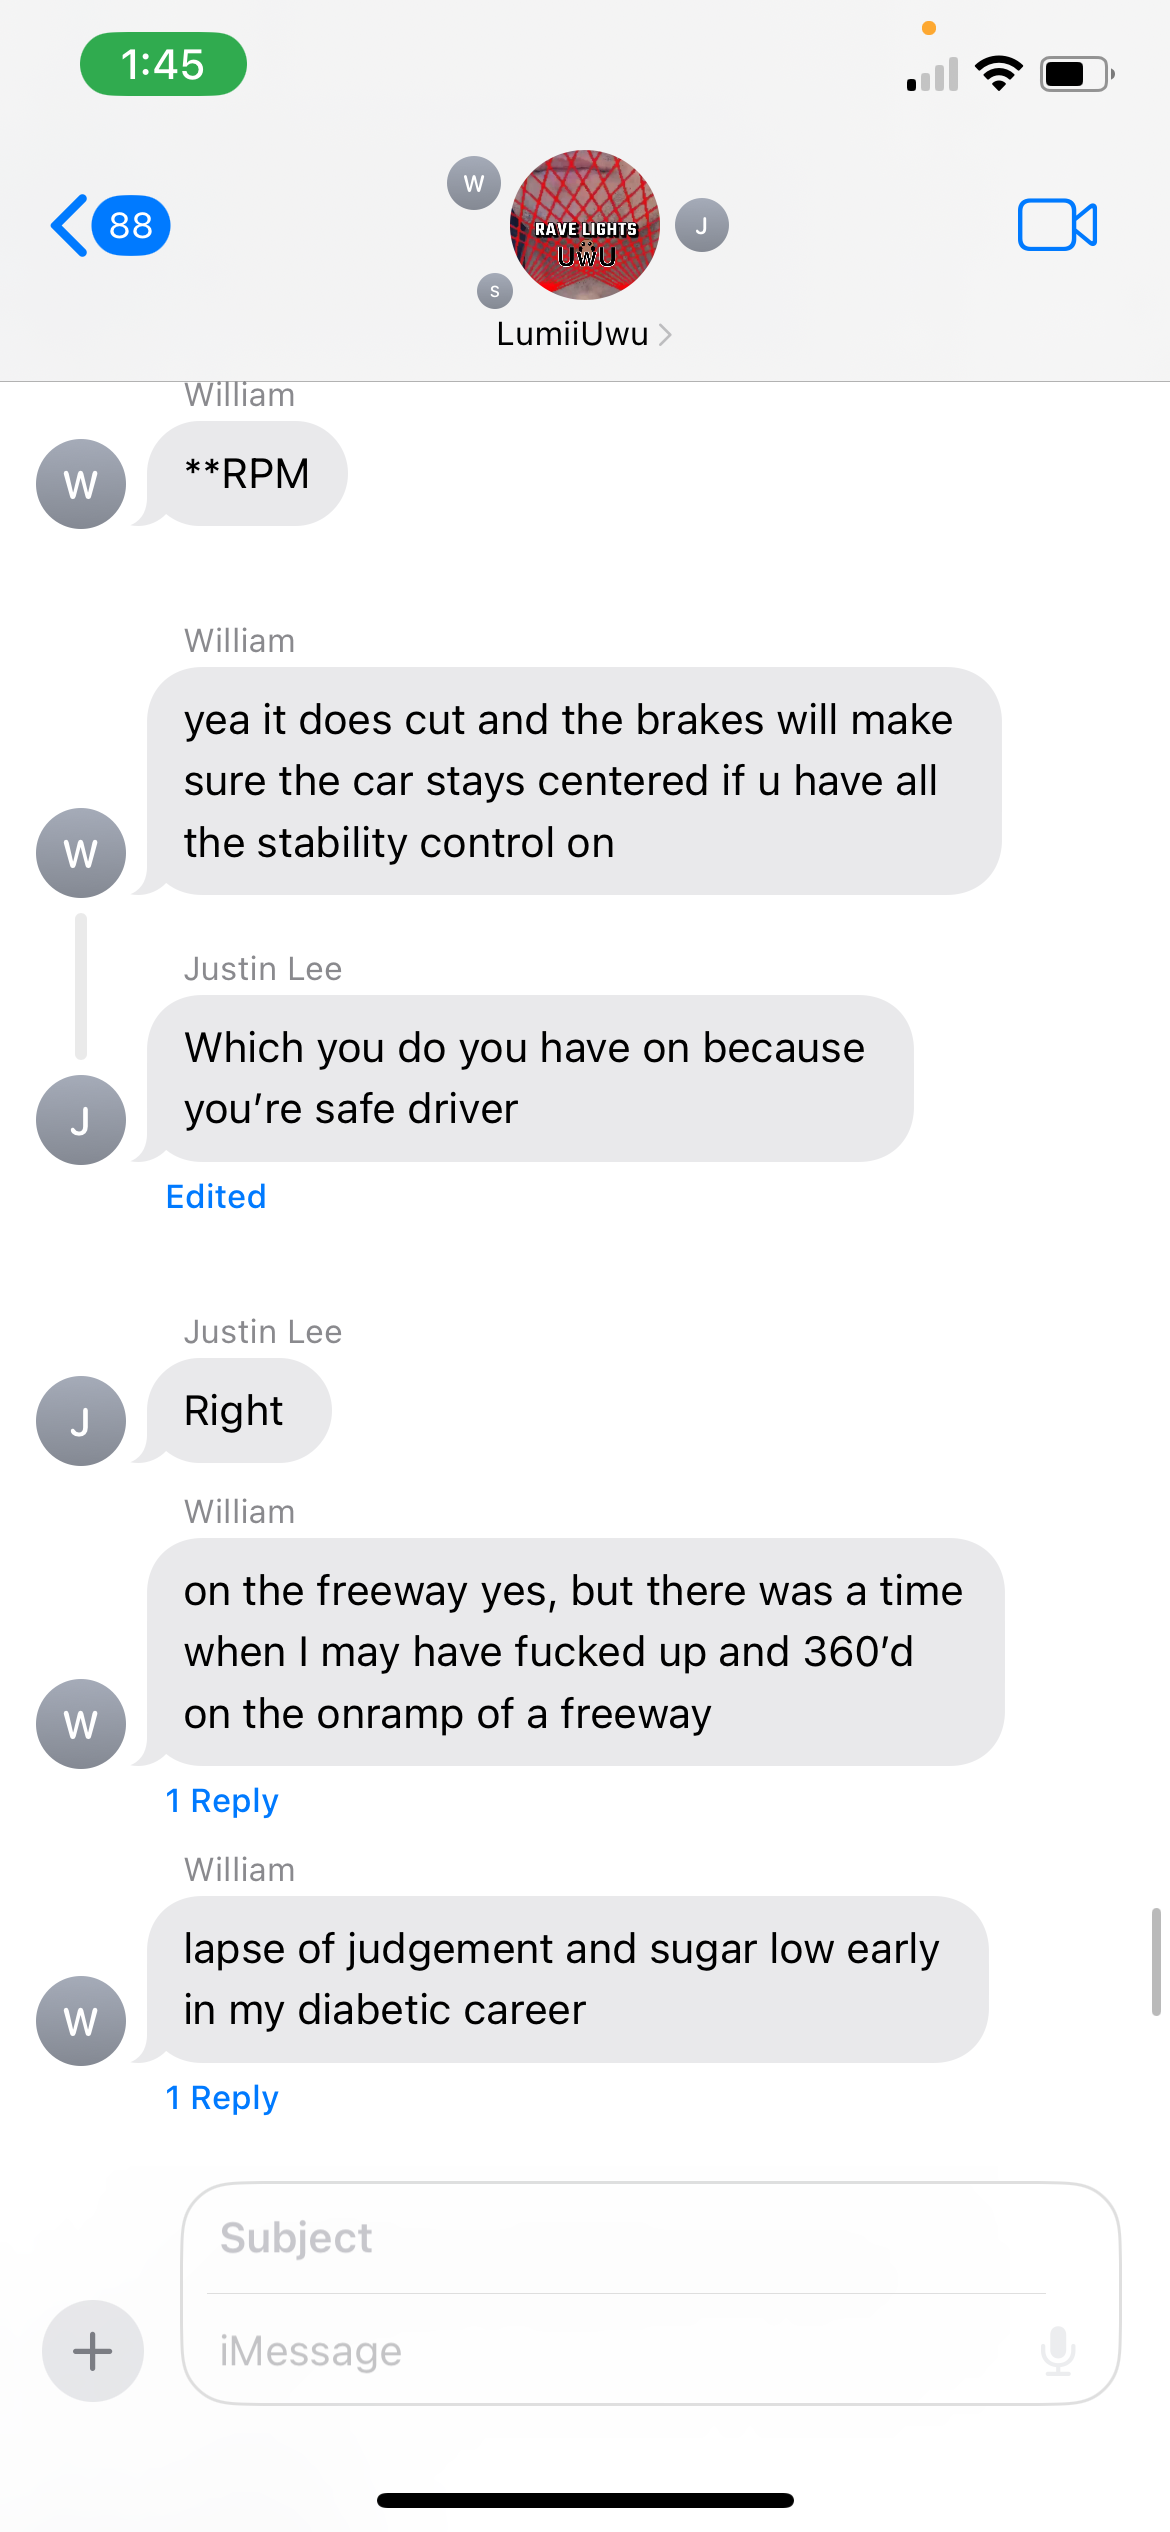 1:45
88
W
RAVE LIGHTS
UWU
J
S
LumiiUwu
William
W
**RPM
William
yea it does cut and the brakes will make
sure the car stays centered if u have all
the stability control on
W
Justin Lee
Which you do you have on because
you’re safe driver
J
Edited
Justin Lee
Right
J
William
on the freeway yes, but there was a time
when I may have fucked up and 360’d
on the onramp of a freeway
W
1 Reply
William
lapse of judgement and sugar low early
in my diabetic career
W
1 Reply
Subject
iMessage